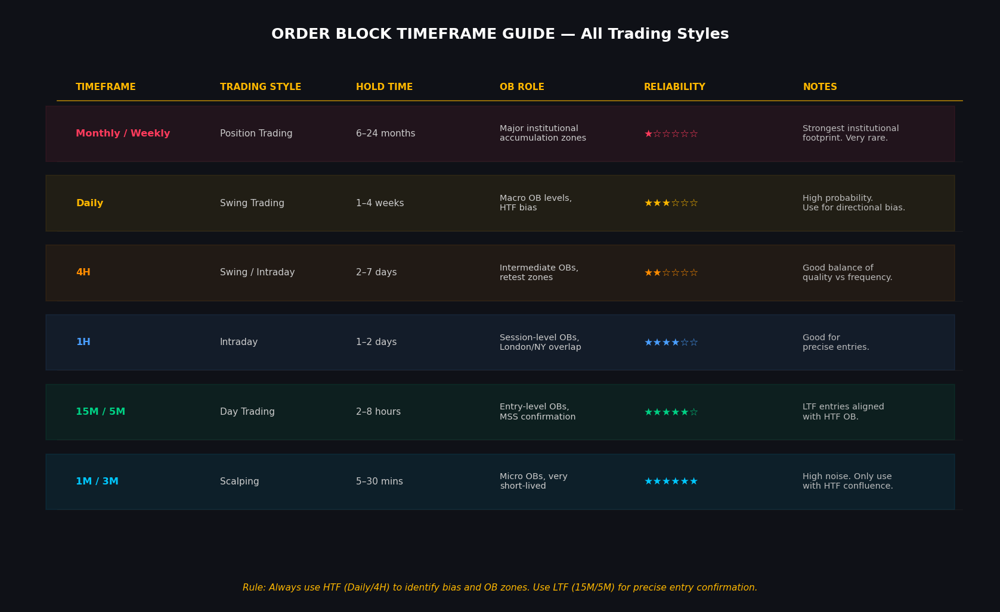 ORDER BLOCK TIMEFRAME GUIDE — All Trading Styles
TIMEFRAME TRADING STYLE HOLD TIME OB ROLE RELIABILITY NOTES
Monthly / Weekly
Position Trading
6–24 months
Major institutional
accumulation zones
★☆☆☆☆☆
Strongest institutional
footprint. Very rare.
Daily
Swing Trading
1–4 weeks
Macro OB levels,
HTF bias
★★★☆☆☆
High probability.
Use for directional bias.
4H
Swing / Intraday
2–7 days
Intermediate OBs,
retest zones
★★☆☆☆☆
Good balance of
quality vs frequency.
1H
Intraday
1–2 days
Session-level OBs,
London/NY overlap
★★★★☆☆
Good for
precise entries.
15M / 5M
Day Trading
2–8 hours
Entry-level OBs,
MSS confirmation
★★★★★☆
LTF entries aligned
with HTF OB.
1M / 3M
Scalping
5–30 mins
Micro OBs, very
short-lived
★★★★★★
High noise. Only use
with HTF confluence.
Rule: Always use HTF (Daily/4H) to identify bias and OB zones. Use LTF (15M/5M) for precise entry confirmation.